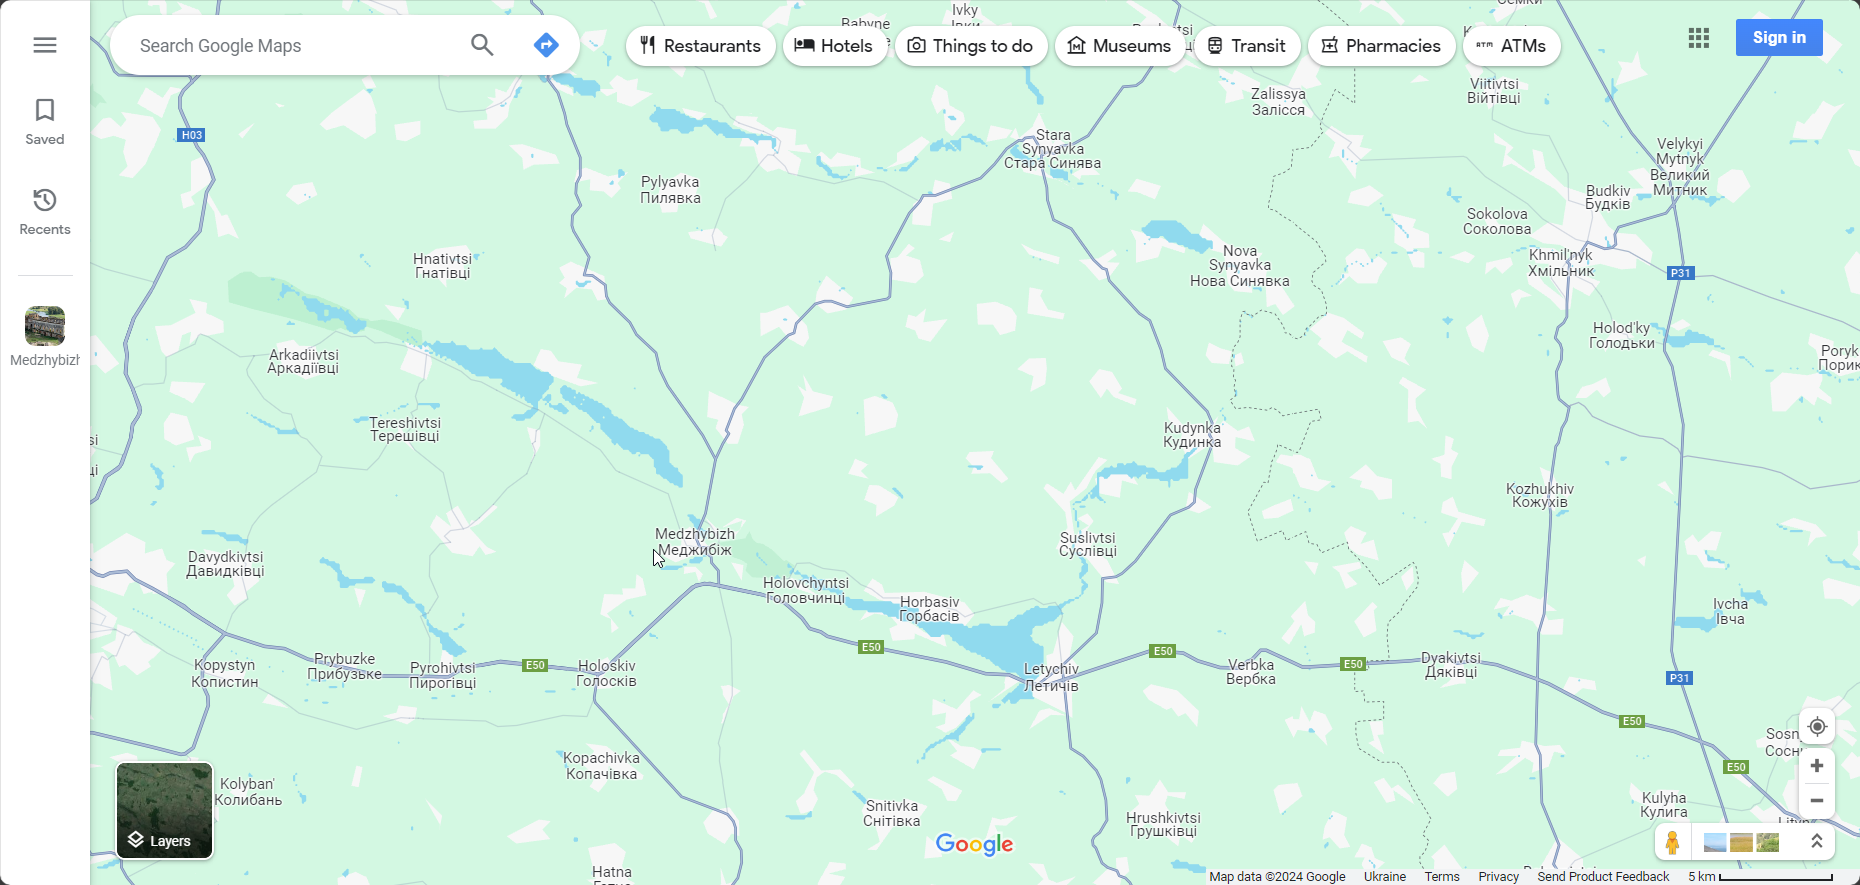 Search Google Maps
Restaurants
Hotels
Things to do
Museums
Transit
Pharmacies
ATM
ATMs
Sign in
Saved
Recents
Medzhybizh
Ivky
Івки
Babyne
Семки
Zalissya
Залісся
Viitivtsi
Війтівці
H03
Stara
Synyavka
Стара Синява
Velykyi
Mytnyk
Великий
Митник
Pylyavka
Пилявка
Budkiv
Будків
Sokolova
Соколова
Hnativtsi
Гнатівці
Nova
Synyavka
Нова Синявка
Khmil'nyk
Хмільник
P31
Holod'ky
Голодьки
Arkadiivtsi
Аркадіївці
Poryk
Порик
Tereshivtsi
Терешівці
Kudynka
Кудинка
Kozhukhiv
Кожухів
Medzhybizh
Меджибіж
Suslivtsi
Суслівці
Davydkivtsi
Давидківці
Holovchyntsi
Головчинці
Horbasiv
Горбасів
Ivcha
Івча
Kopystyn
Копистин
Prybuzke
Прибузьке
Pyrohivtsi
Пирогівці
E50
Holoskiv
Голосків
E50
Letychiv
Летичів
E50
Verbka
Вербка
E50
Dyakivtsi
Дяківці
P31
E50
Sosn
Сосн
E50
Kopachivka
Копачівка
Kolyban'
Колибань
Snitivka
Снітівка
Hrushkivtsi
Грушківці
Kulyha
Кулига
Layers
Google
Hatna
Map data ©2024 Google
Ukraine
Terms
Privacy
Send Product Feedback
5 km